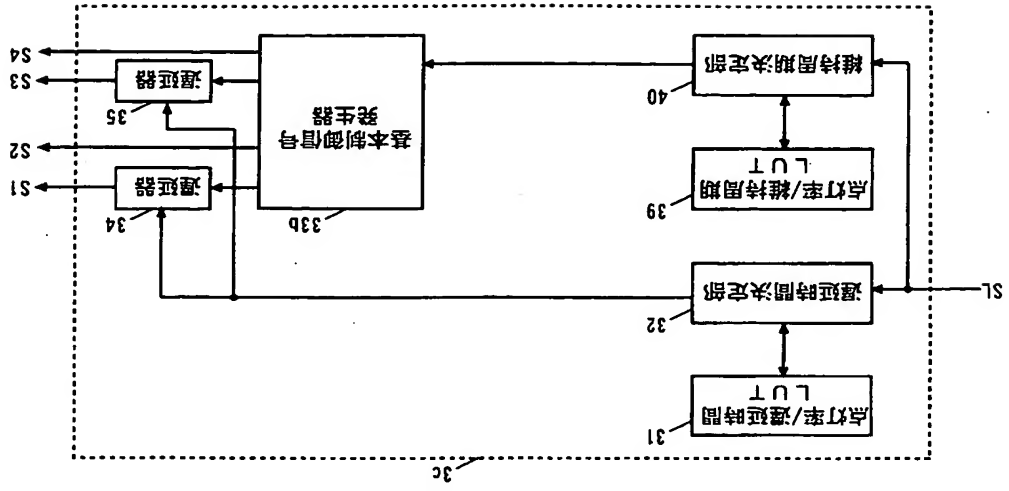 3c
31
点灯率/遅延時間
LUT
32
遅延時間決定部
SL
39
点灯率/維持周期
LUT
40
維持周期決定部
33b
基本制御信号
発生器
34
遅延器
S1
S2
35
遅延器
S3
S4